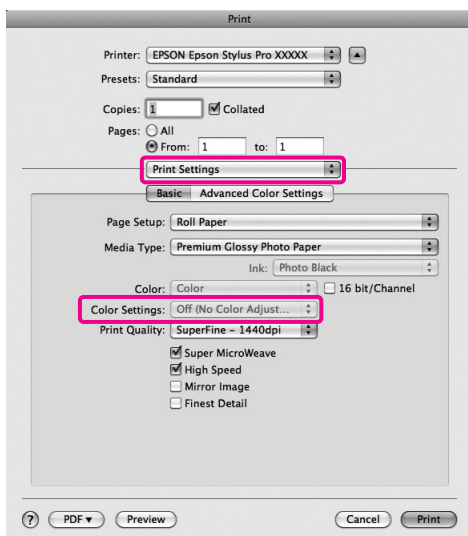 Print
Printer: EPSON Epson Stylus Pro XXXXX
Presets: Standard
Copies: 1 Collated
Pages: All
From: 1 to: 1
Print Settings
Basic Advanced Color Settings
Page Setup: Roll Paper
Media Type: Premium Glossy Photo Paper
Ink: Photo Black
Color: Color 16 bit/Channel
Color Settings: Off (No Color Adjust...
Print Quality: SuperFine – 1440dpi
Super MicroWeave
High Speed
Mirror Image
Finest Detail
? PDF Preview Cancel Print